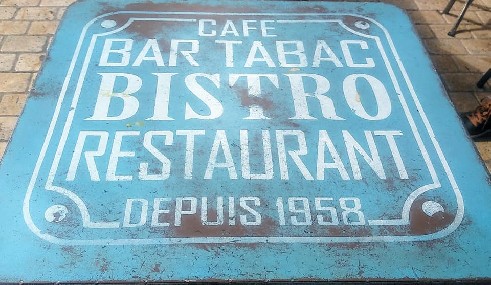 CAFE
BAR TABAC
BISTRO
RESTAURANT
DEPUIS 1958